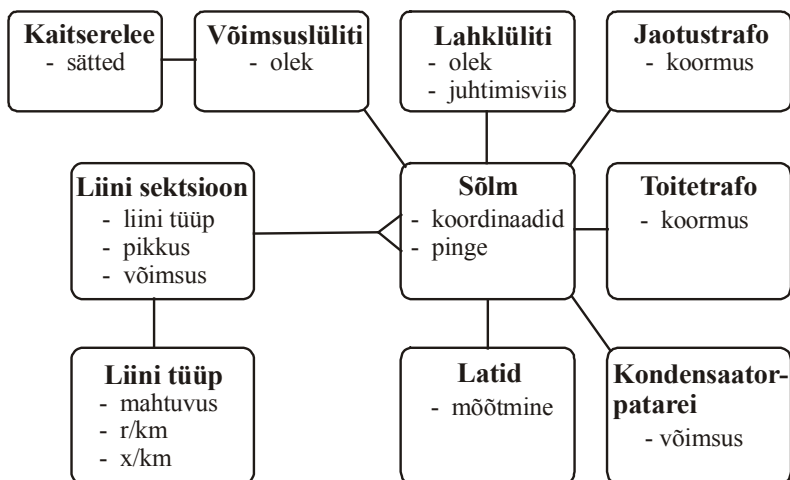 Kaitserelee
- sätted
Võimsuslüliti
- olek
Lahklüliti
- olek
- juhtimisviis
Jaotustrafo
- koormus
Liini sektsioon
- liini tüüp
- pikkus
- võimsus
Sõlm
- koordinaadid
- pinge
Toitetrafo
- koormus
Liini tüüp
- mahtuvus
- r/km
- x/km
Latid
- mõõtmine
Kondensaator-
patarei
- võimsus